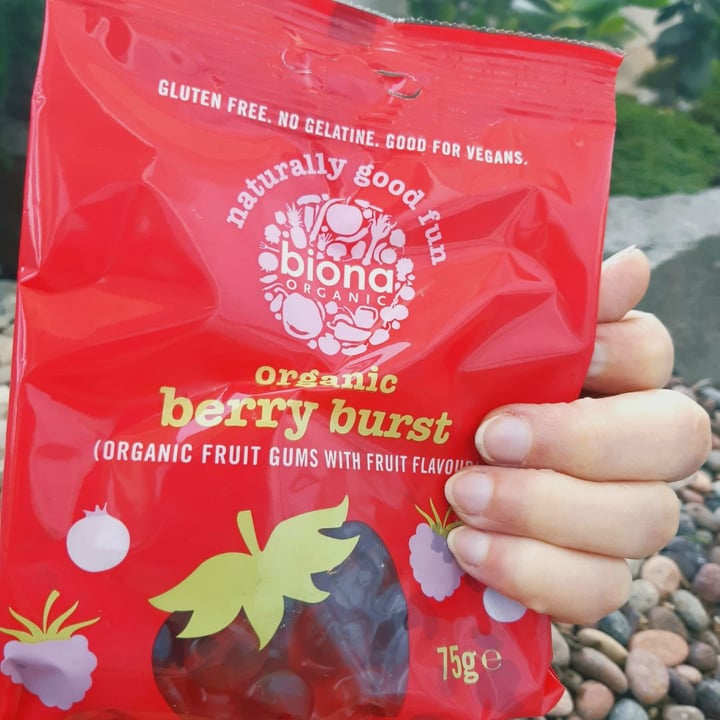 GLUTEN FREE. NO GELATINE. GOOD FOR VEGANS.
naturally good fun
biona
ORGANIC
organic
berry burst
(ORGANIC FRUIT GUMS WITH FRUIT FLAVOUR
75g e